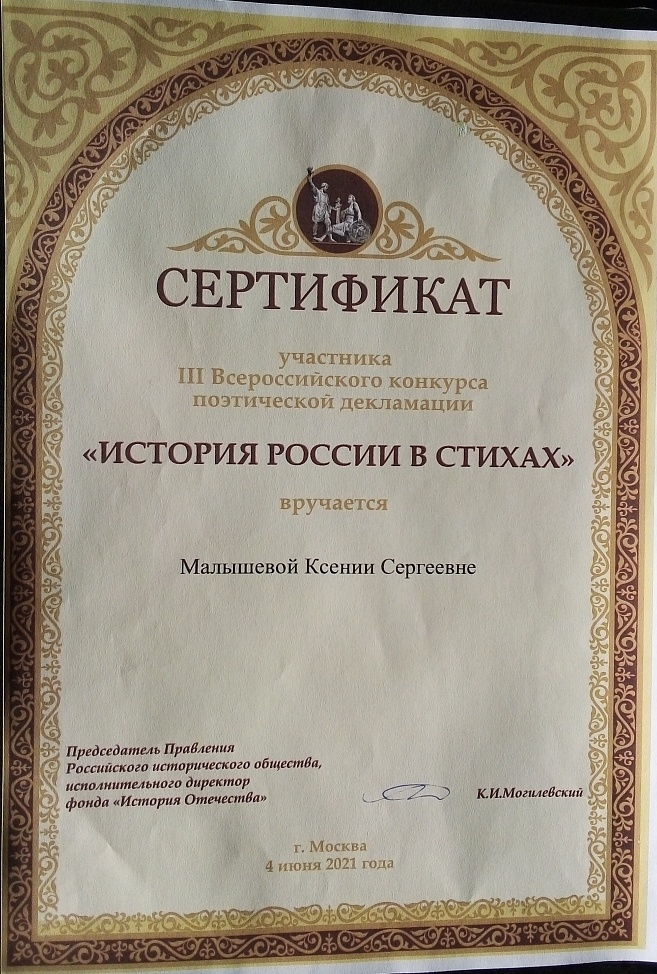 СЕРТИФИКАТ
участника
III Всероссийского конкурса
поэтической декламации
«ИСТОРИЯ РОССИИ В СТИХАХ»
вручается
Малышевой Ксении Сергеевне
Председатель Правления
Российского исторического общества,
исполнительного директор
фонда «История Отечества»
К.И.Могилевский
г. Москва
4 июня 2021 года